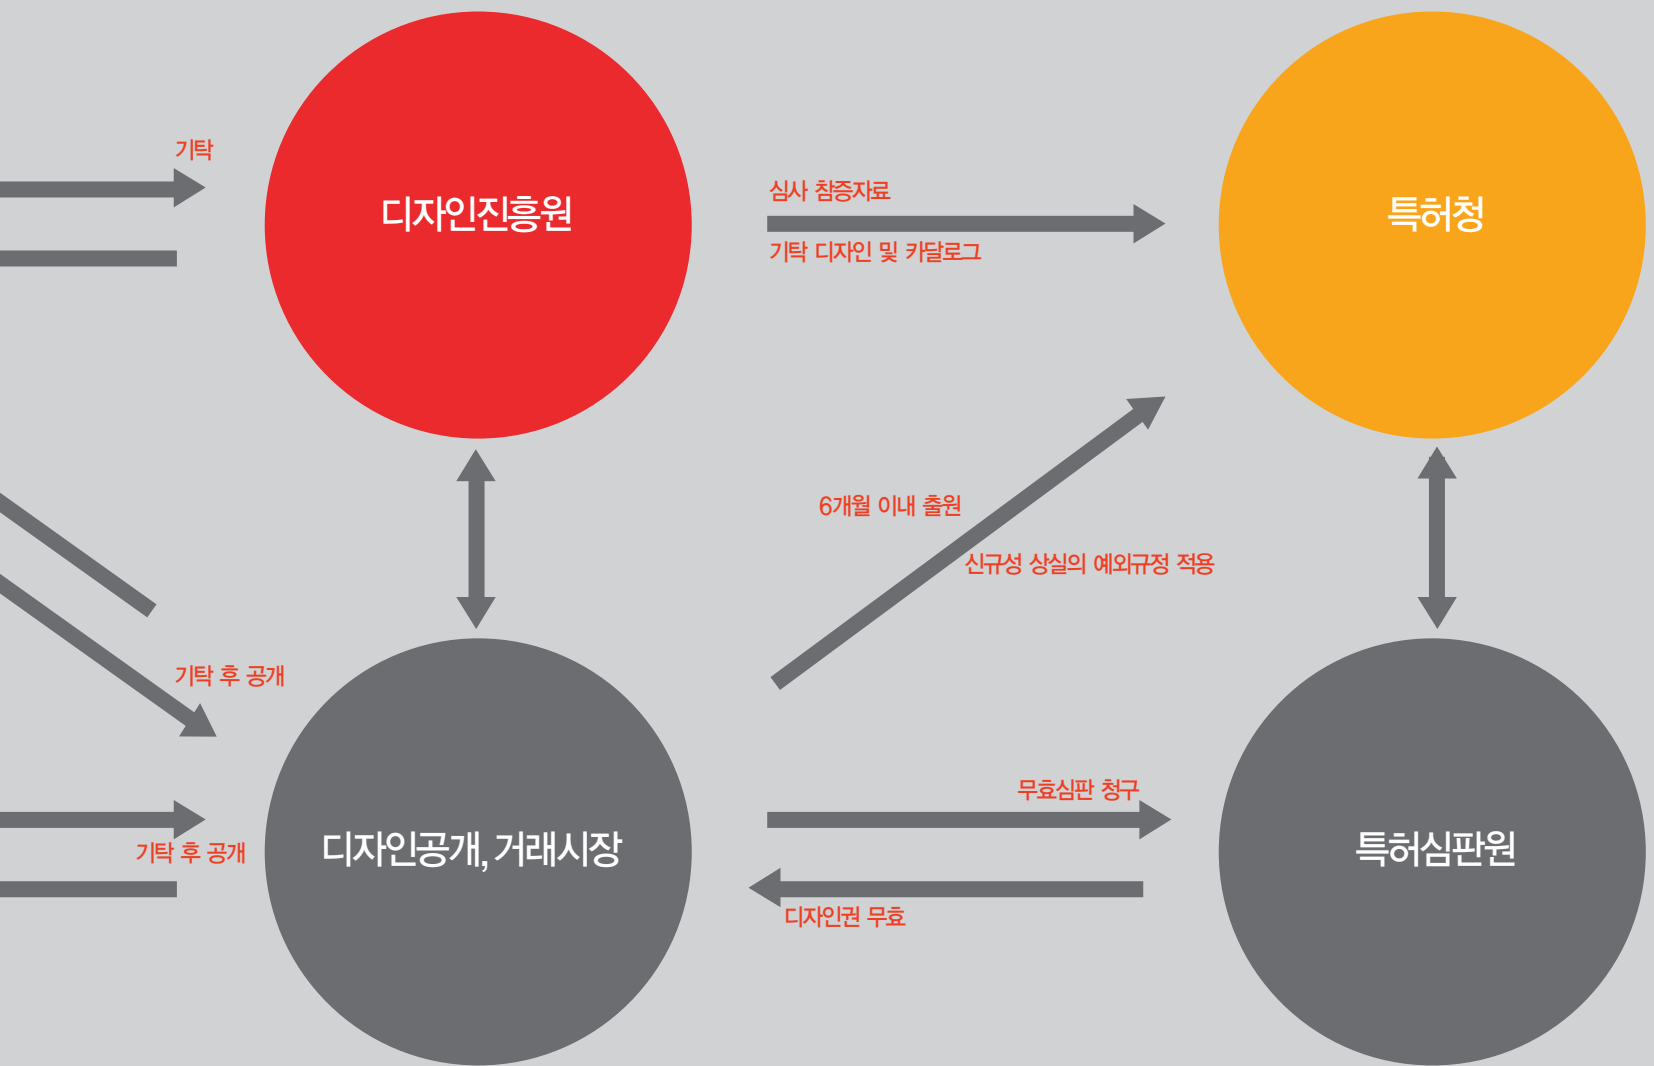 기탁
디자인진흥원
심사 참증자료
기탁 디자인 및 카달로그
특허청
6개월 이내 출원
신규성 상실의 예외규정 적용
기탁 후 공개
기탁 후 공개
디자인공개, 거래시장
무효심판 청구
디자인권 무효
특허심판원